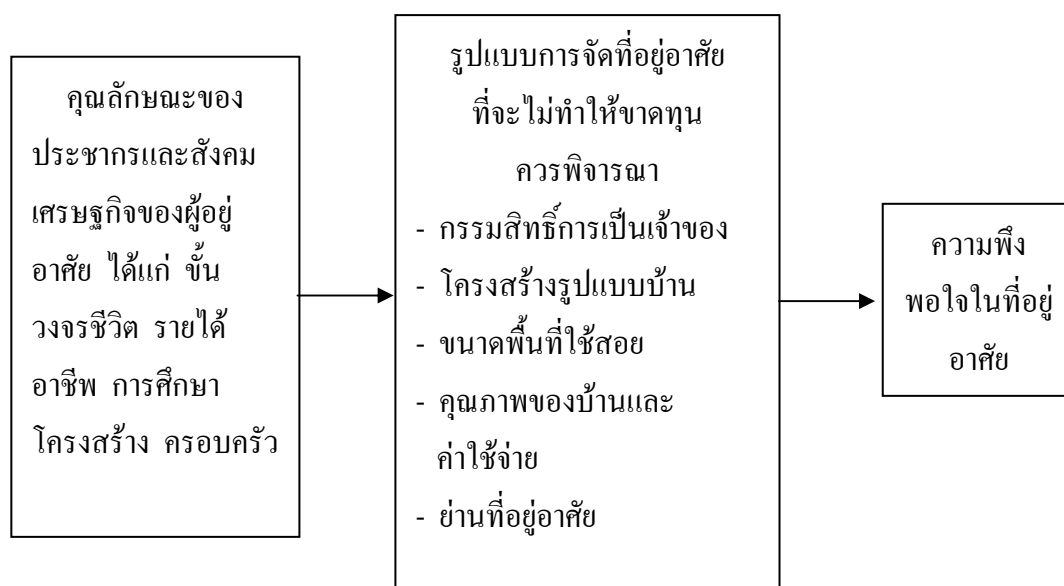 คุณลักษณะของ
ประชากรและสังคม
เศรษฐกิจของผู้อยู่
อาศัย ได้แก่ ขั้น
วงจรชีวิต รายได้
อาชีพ การศึกษา
โครงสร้าง ครอบครัว
รูปแบบการจัดที่อยู่อาศัย
ที่จะไม่ทำให้ขาดทุน
ควรพิจารณา
- กรรมสิทธิ์การเป็นเจ้าของ
- โครงสร้างรูปแบบบ้าน
- ขนาดพื้นที่ใช้สอย
- คุณภาพของบ้านและ
ค่าใช้จ่าย
- ย่านที่อยู่อาศัย
ความพึง
พอใจในที่อยู่
อาศัย